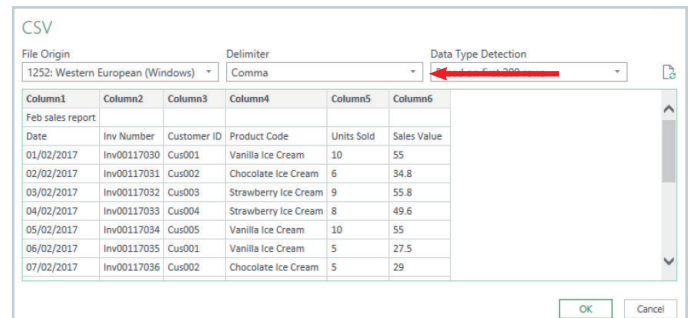 CSV
File Origin Delimiter Data Type Detection
1252: Western European (Windows) Comma
Column1 Column2 Column3 Column4 Column5 Column6
Feb sales report
Date Inv Number Customer ID Product Code Units Sold Sales Value
01/02/2017 Inv00117030 Cus001 Vanilla Ice Cream 10 55
02/02/2017 Inv00117031 Cus002 Chocolate Ice Cream 6 34.8
03/02/2017 Inv00117032 Cus003 Strawberry Ice Cream 9 55.8
04/02/2017 Inv00117033 Cus004 Strawberry Ice Cream 8 49.6
05/02/2017 Inv00117034 Cus005 Vanilla Ice Cream 10 55
06/02/2017 Inv00117035 Cus001 Vanilla Ice Cream 5 27.5
07/02/2017 Inv00117036 Cus002 Chocolate Ice Cream 5 29
OK Cancel